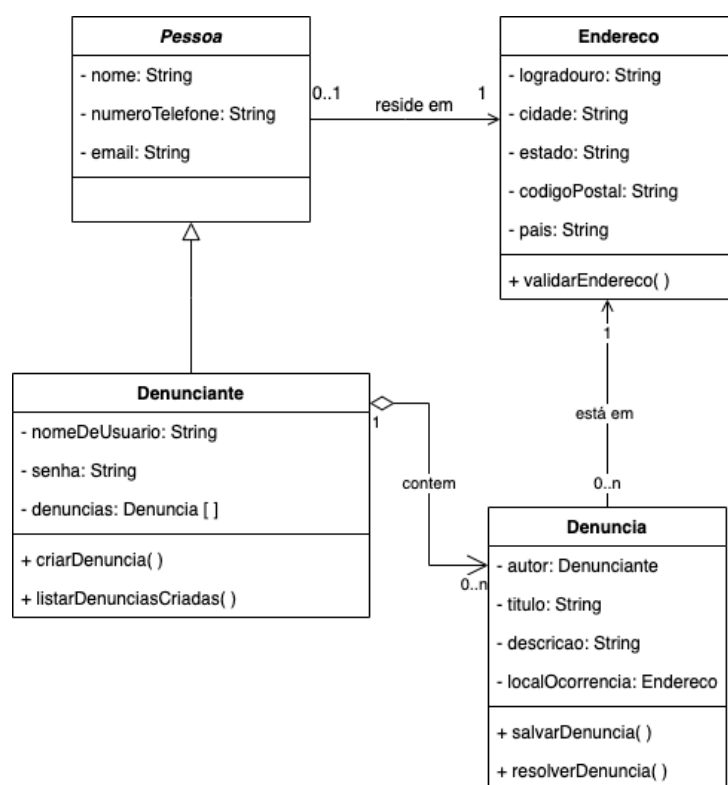 Pessoa
- nome: String
- numeroTelefone: String
- email: String
0..1
reside em
1
Endereco
- logradouro: String
- cidade: String
- estado: String
- codigoPostal: String
- pais: String
+ validarEndereco( )
1
está em
0..n
Denunciante
- nomeDeUsuario: String
- senha: String
- denuncias: Denuncia [ ]
+ criarDenuncia( )
+ listarDenunciasCriadas( )
1
contem
0..n
Denuncia
- autor: Denunciante
- titulo: String
- descricao: String
- localOcorrencia: Endereco
+ salvarDenuncia( )
+ resolverDenuncia( )